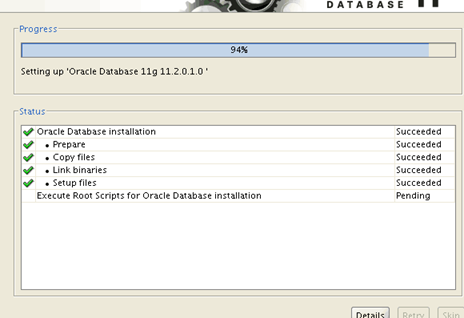 DATABASE 11
Progress
94%
Setting up 'Oracle Database 11g 11.2.0.1.0 '
Status
Oracle Database installation Succeeded
• Prepare Succeeded
• Copy files Succeeded
• Link binaries Succeeded
• Setup files Succeeded
Execute Root Scripts for Oracle Database installation Pending
Details Retry Skip